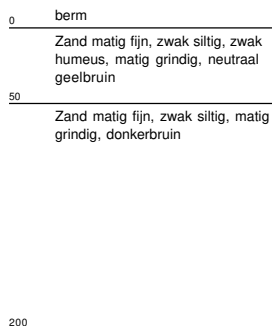 berm
0
Zand matig fijn, zwak siltig, zwak
humeus, matig grindig, neutraal
geelbruin
50
Zand matig fijn, zwak siltig, matig
grindig, donkerbruin
200